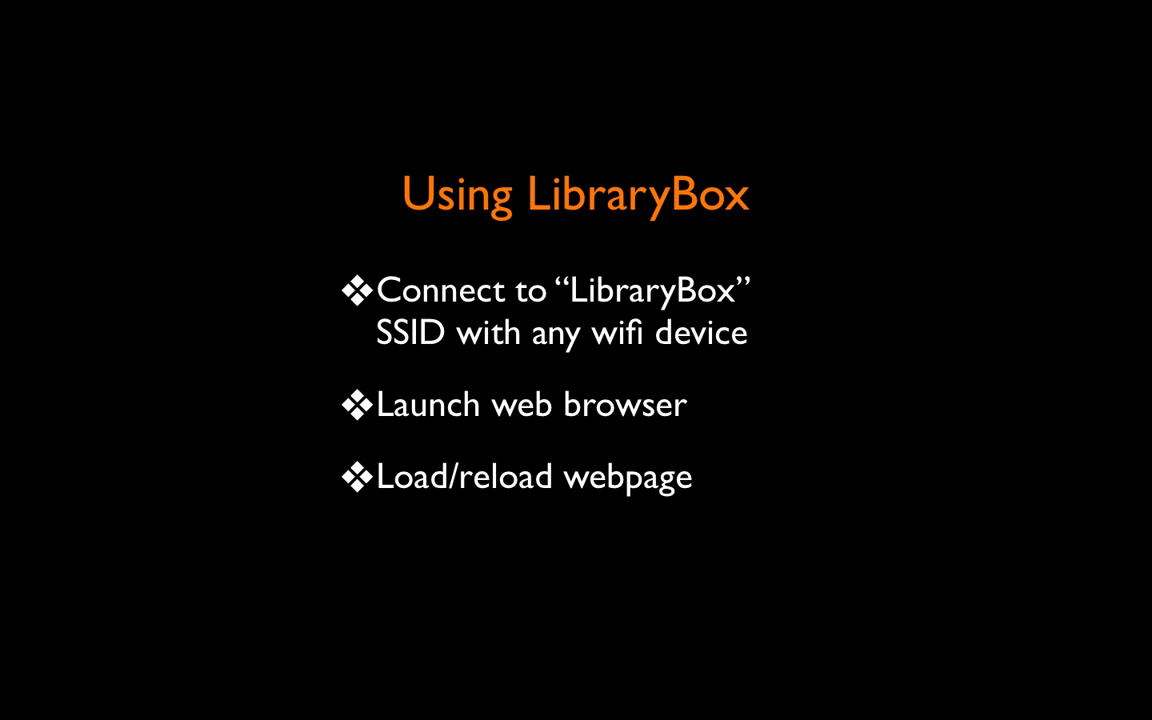 Using LibraryBox
❖Connect to “LibraryBox”
SSID with any wifi device
❖Launch web browser
❖Load/reload webpage